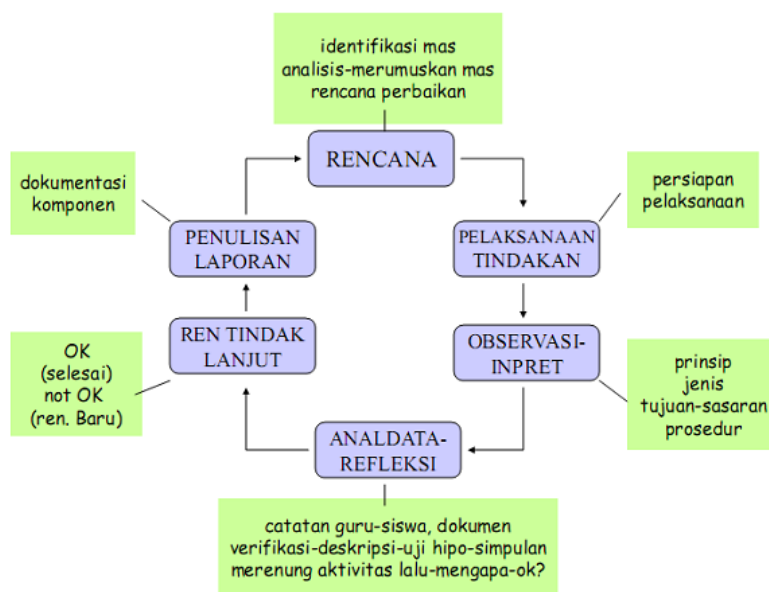 identifikasi mas
analisis-merumuskan mas
rencana perbaikan
RENCANA
dokumentasi
komponen
persiapan
pelaksanaan
PENULISAN
LAPORAN
PELAKSANAAN
TINDAKAN
OK
(selesai)
not OK
(ren. Baru)
REN TINDAK
LANJUT
OBSERVASI-
INPRET
prinsip
jenis
tujuan-sasaran
prosedur
ANALDATA-
REFLEKSI
catatan guru-siswa, dokumen
verifikasi-deskripsi-uji hipo-simpulan
merenung aktivitas lalu-mengapa-ok?